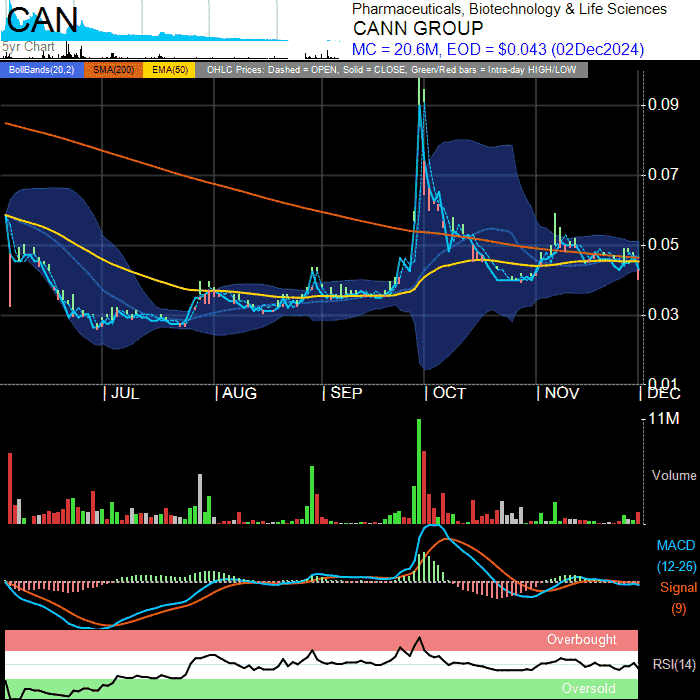 CAN
Pharmaceuticals, Biotechnology & Life Sciences
CANN GROUP
5yr Chart
MC = 20.6M, EOD = $0.043 (02Dec2024)
BollBands(20,2) SMA(200) EMA(50) OHLC Prices: Dashed = OPEN, Solid = CLOSE, Green/Red bars = Intra-day HIGH/LOW
0.09
0.07
0.05
0.03
0.01
JUL AUG SEP OCT NOV DEC
11M
Volume
MACD
(12-26)
Signal
(9)
Overbought
RSI(14)
Oversold